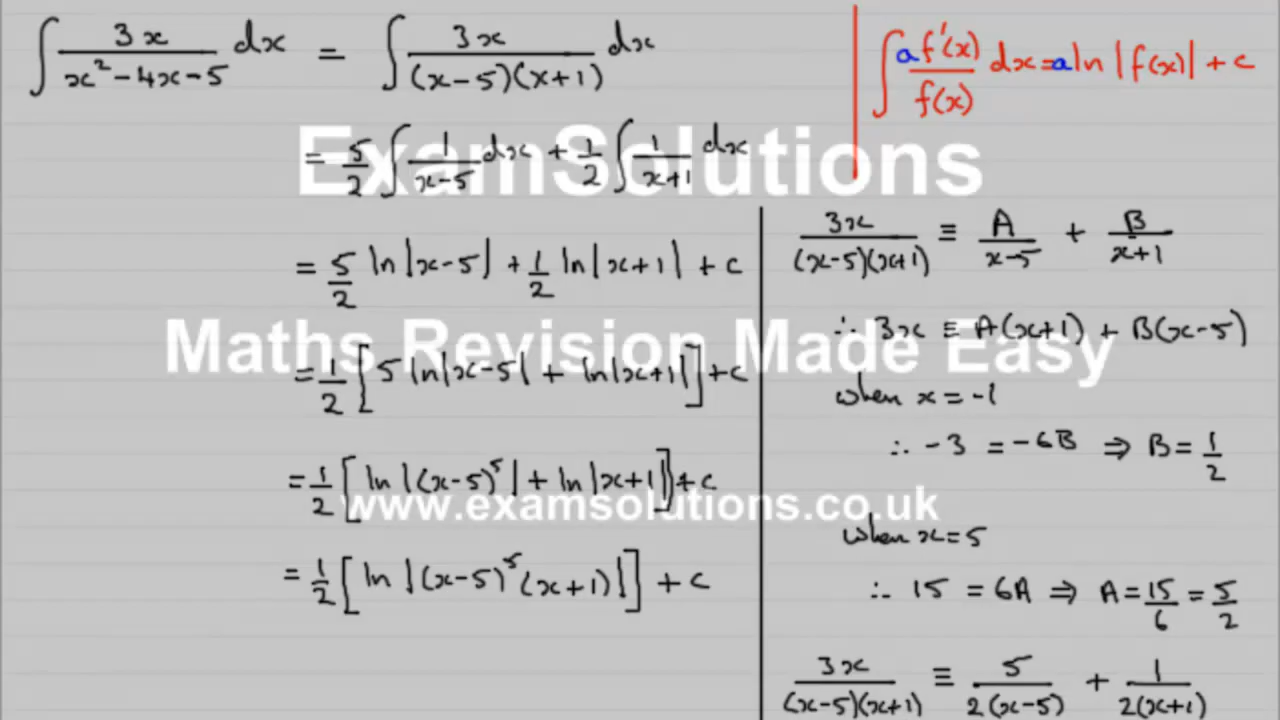 ∫ 3x/(x² - 4x - 5) dx = ∫ 3x/((x-5)(x+1)) dx
= 5/2 ∫ 1/(x-5) dx + 1/2 ∫ 1/(x+1) dx
= 5/2 ln|x-5| + 1/2 ln|x+1| + c
= 1/2 [5 ln|x-5| + ln|x+1|] + c
= 1/2 [ln|(x-5)⁵| + ln|x+1|] + c
= 1/2 [ln|(x-5)⁵(x+1)|] + c
∫ af'(x)/f(x) dx = a ln|f(x)| + c
3x/((x-5)(x+1)) ≡ A/(x-5) + B/(x+1)
∴ 3x ≡ A(x+1) + B(x-5)
when x = -1
∴ -3 = -6B ⇒ B = 1/2
when x = 5
∴ 15 = 6A ⇒ A = 15/6 = 5/2
3x/((x-5)(x+1)) ≡ 5/(2(x-5)) + 1/(2(x+1))
ExamSolutions
Maths Revision Made Easy
www.examsolutions.co.uk